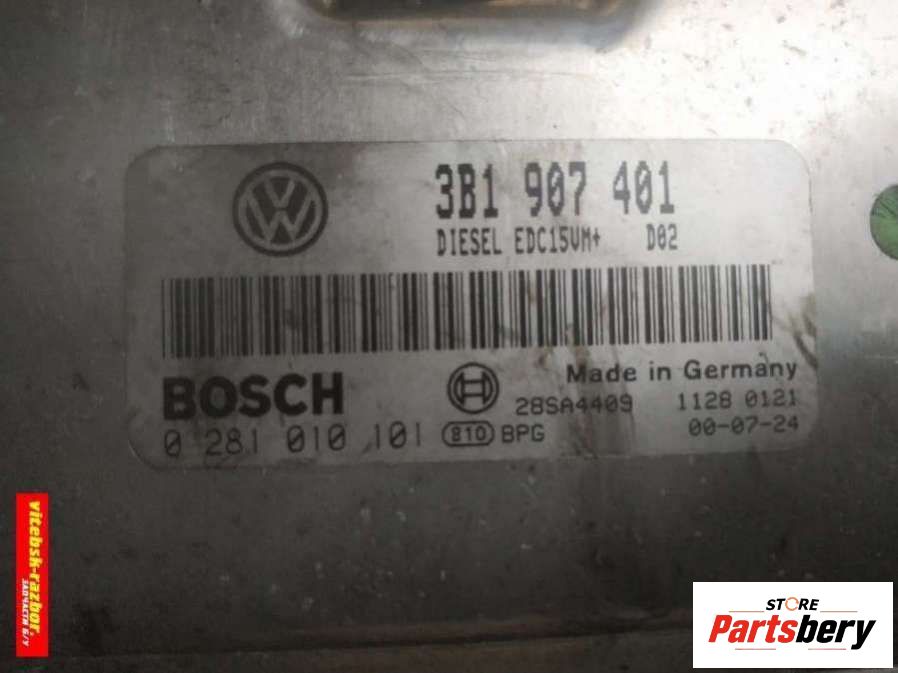 3B1 907 401
DIESEL EDC15VM+ D02
BOSCH
Made in Germany
28SA4409 1128 0121
0 281 010 101 810 BPG 00-07-24
vitebsk-razbor.
ЗАПЧАСТИ Б/У
STORE
Partsbery